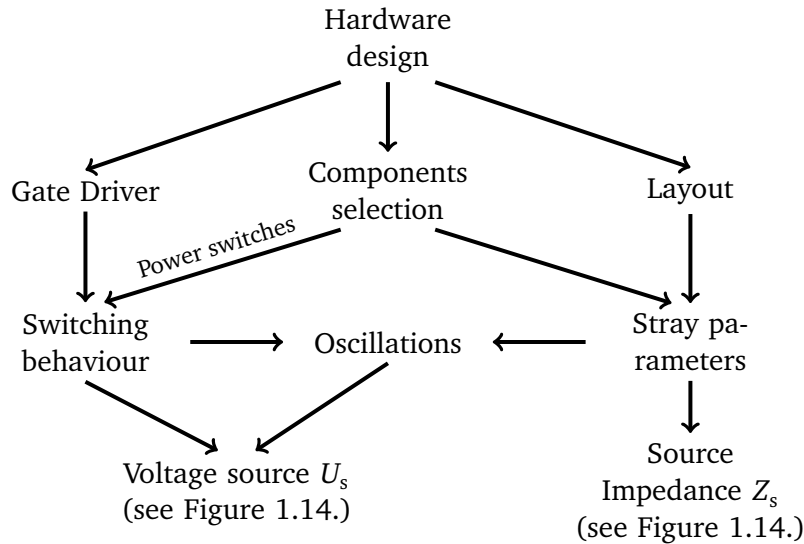 Hardware
design
Gate Driver
Components
selection
Layout
Power switches
Switching
behaviour
Oscillations
Stray pa-
rameters
Voltage source Us
(see Figure 1.14.)
Source
Impedance Zs
(see Figure 1.14.)